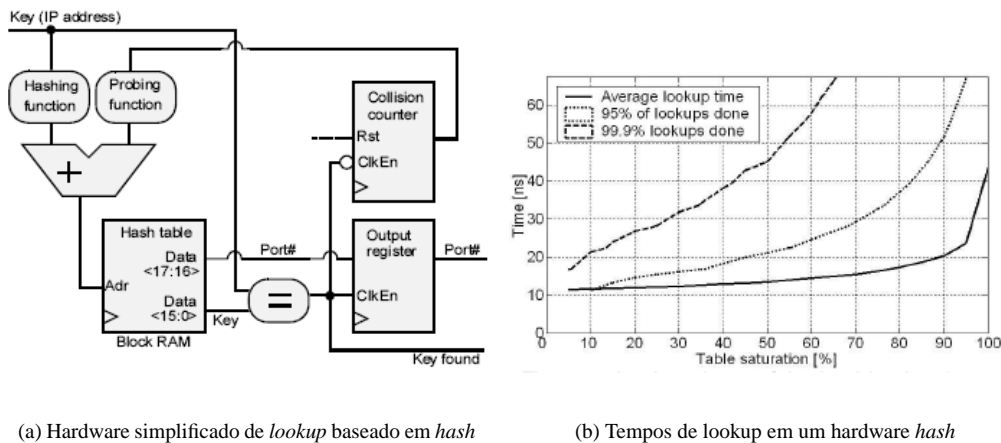 Key (IP address)
Hashing
function
Probing
function
+
Collision
counter
Rst
ClkEn
Hash table
Data
<17:16>
Adr
Data
<15:0>
Block RAM
Port#
Key
=
Output
register
ClkEn
Port#
Key found
Average lookup time
95% of lookups done
99.9% lookups done
Time [ns]
60
50
40
30
20
10
0
0
10
20
30
40
50
60
70
80
90
100
Table saturation [%]
(a) Hardware simplificado de lookup baseado em hash
(b) Tempos de lookup em um hardware hash